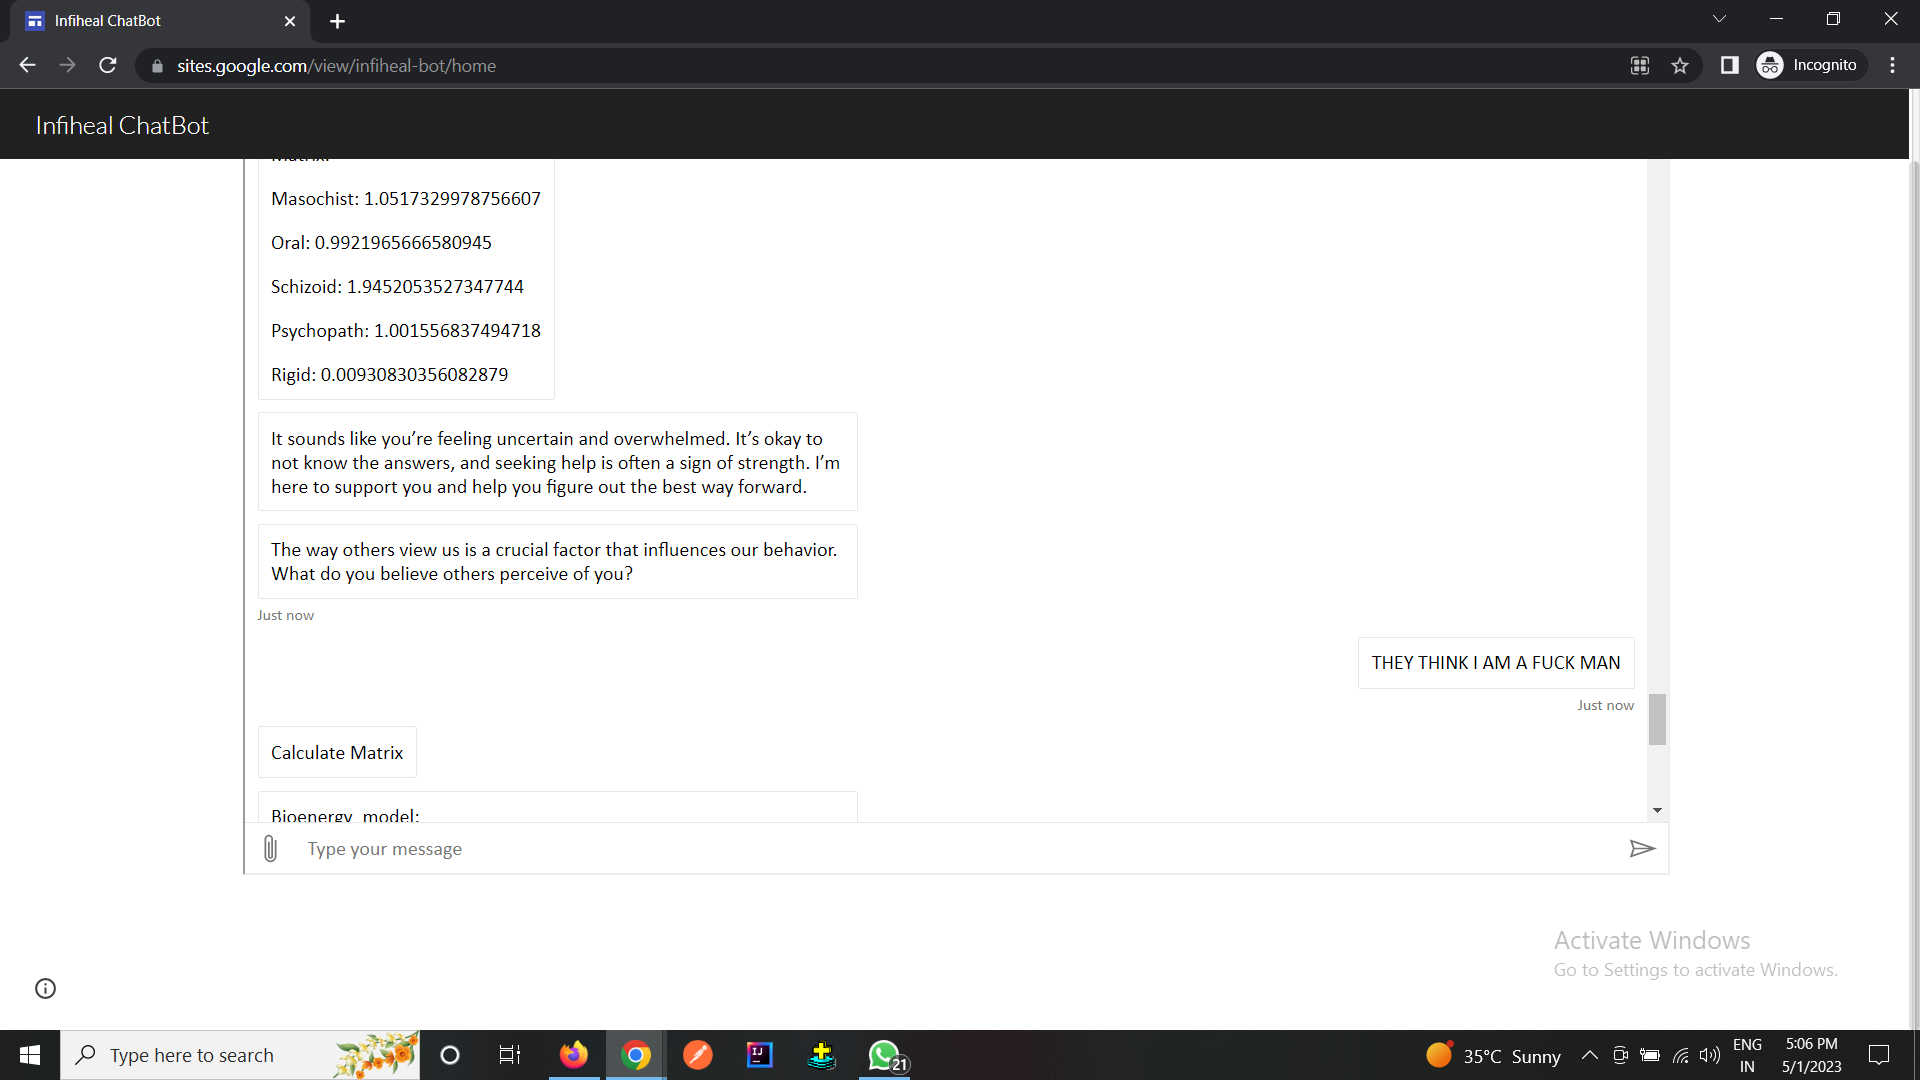 Infiheal ChatBot
sites.google.com/view/infiheal-bot/home
Incognito
Infiheal ChatBot
Matrix:
Masochist: 1.0517329978756607
Oral: 0.9921965666580945
Schizoid: 1.9452053527347744
Psychopath: 1.001556837494718
Rigid: 0.00930830356082879
It sounds like you’re feeling uncertain and overwhelmed. It’s okay to
not know the answers, and seeking help is often a sign of strength. I’m
here to support you and help you figure out the best way forward.
The way others view us is a crucial factor that influences our behavior.
What do you believe others perceive of you?
Just now
THEY THINK I AM A FUCK MAN
Just now
Calculate Matrix
Bioenergy_model:
Type your message
Activate Windows
Go to Settings to activate Windows.
Type here to search
IJ
21
35°C Sunny
ENG
IN
5:06 PM
5/1/2023